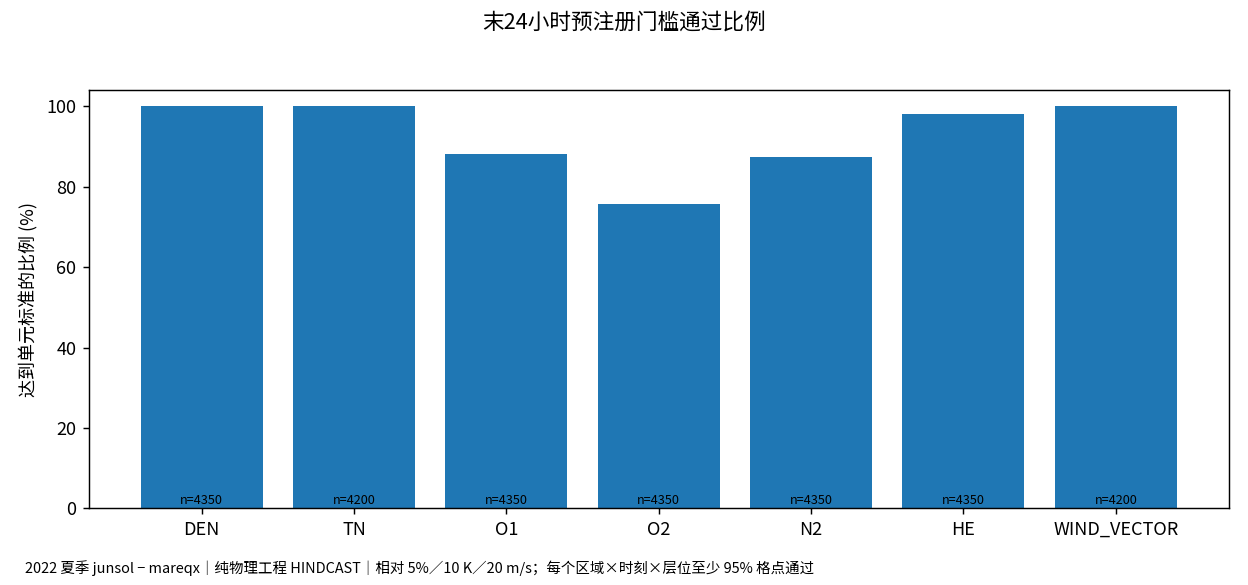 末24小时预注册门槛通过比例
达到单元标准的比例 (%)
100
80
60
40
20
0
n=4350 n=4200 n=4350 n=4350 n=4350 n=4350 n=4200
DEN TN O1 O2 N2 HE WIND_VECTOR
2022 夏季 junsol − mareqx｜纯物理工程 HINDCAST｜相对 5%／10 K／20 m/s；每个区域×时刻×层位至少 95% 格点通过